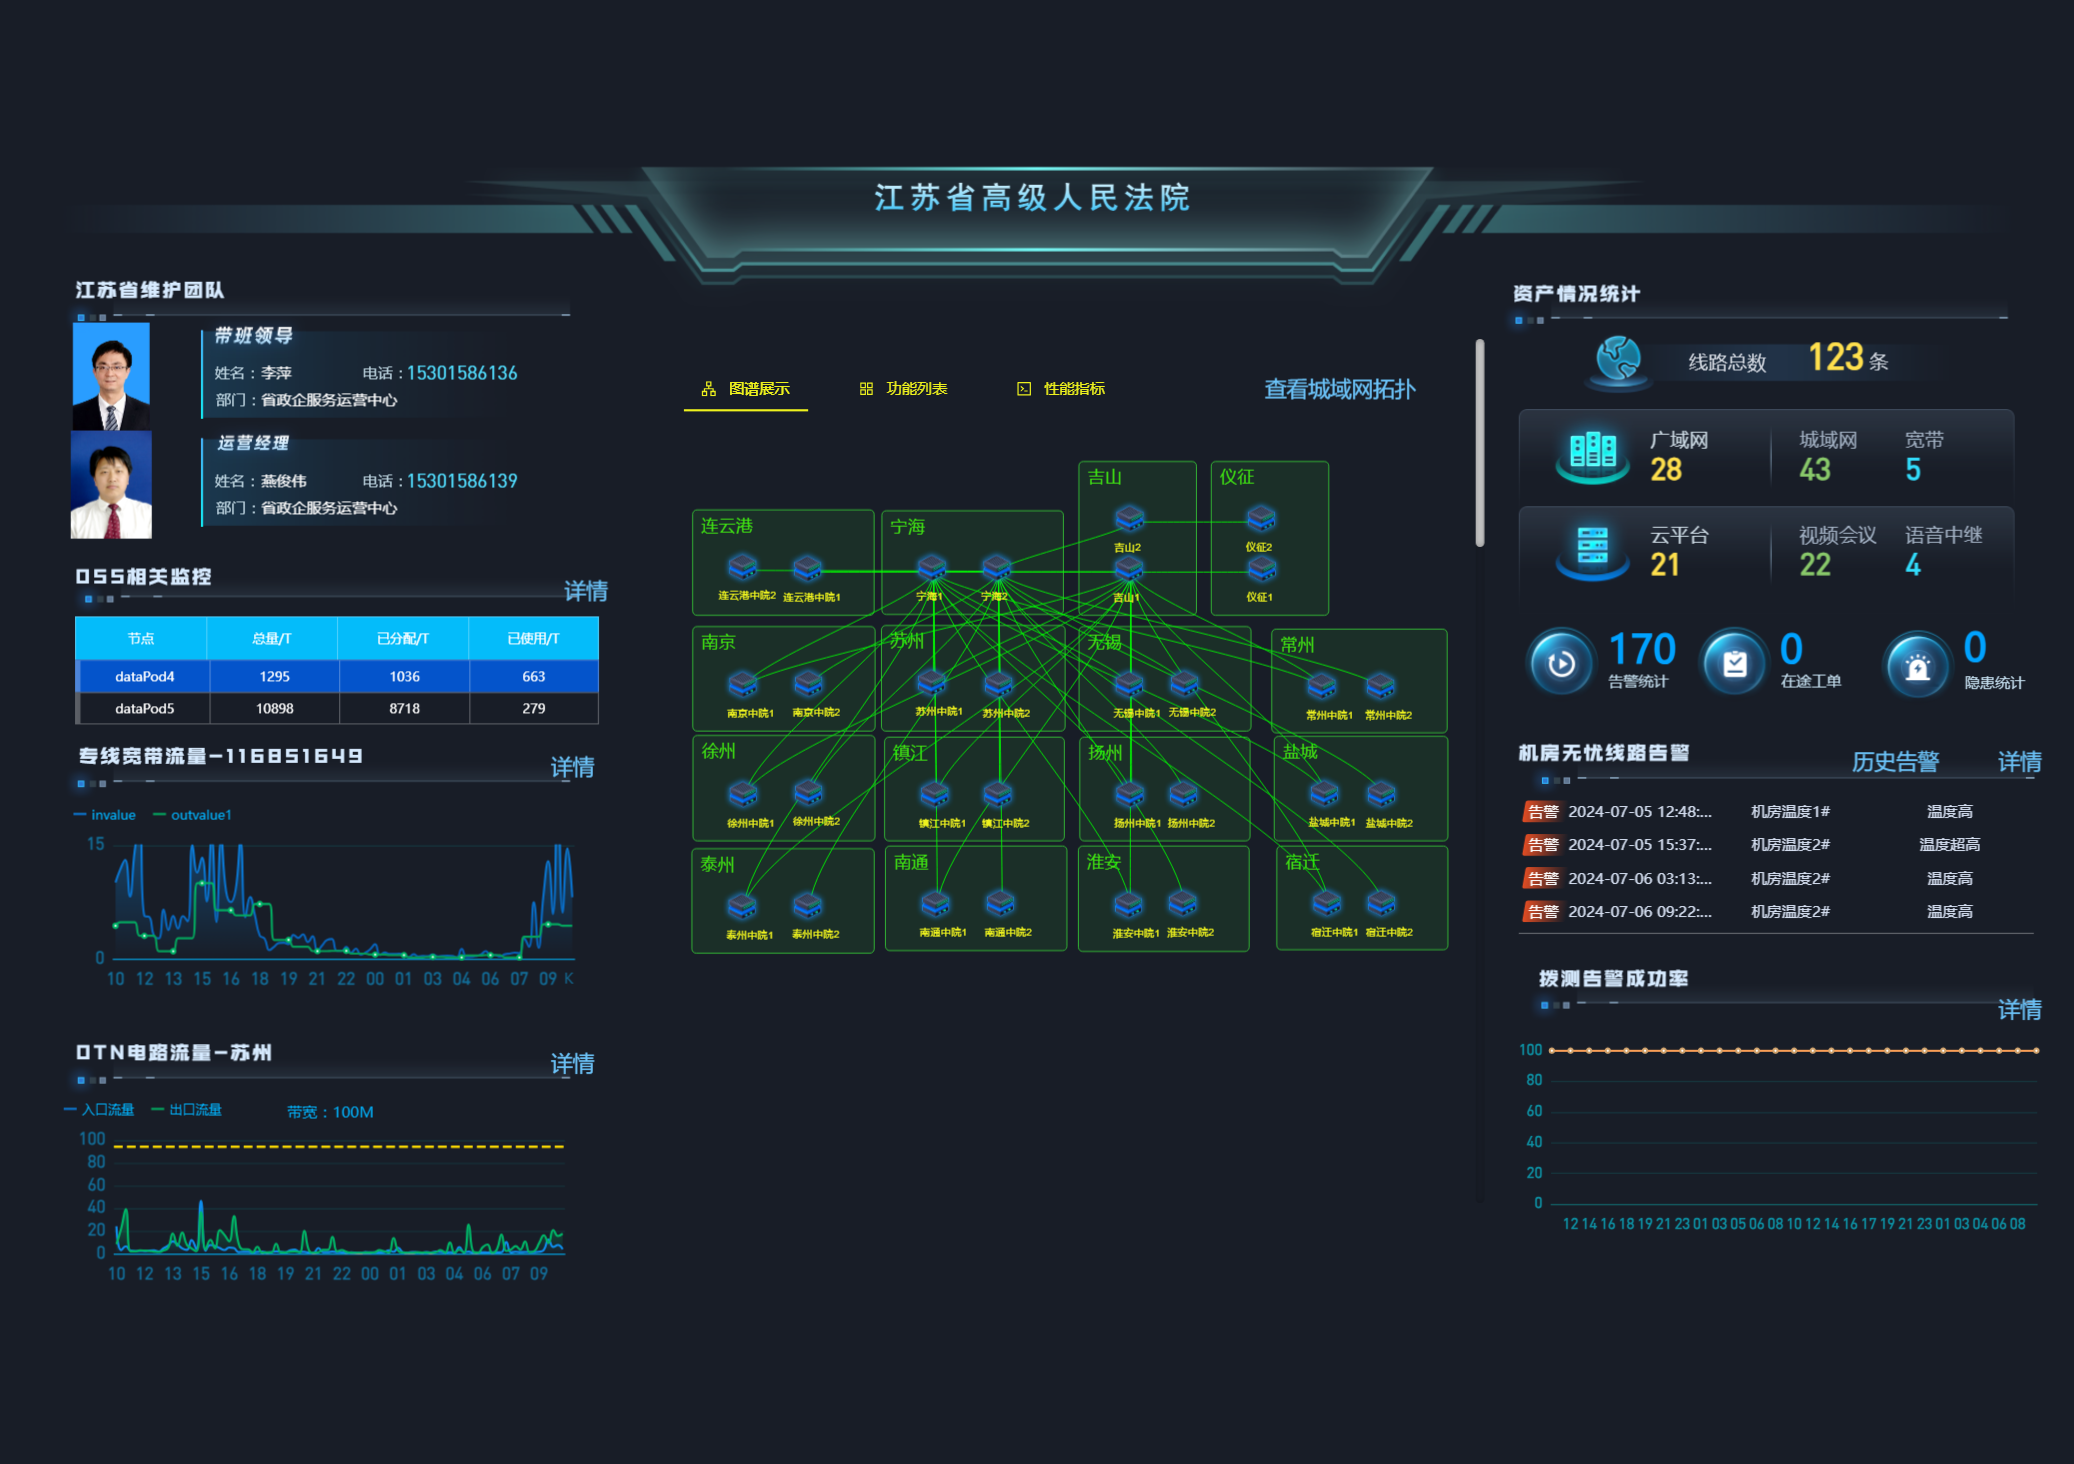 江苏省高级人民法院
江苏省维护团队
带班领导
姓名：李萍 电话：15301586136
部门：省政企服务运营中心
运营经理
姓名：燕俊伟 电话：15301586139
部门：省政企服务运营中心
OSS相关监控 详情
节点 总量/T 已分配/T 已使用/T
dataPod4 1295 1036 663
dataPod5 10898 8718 279
专线宽带流量-116851649 详情
invalue outvalue1
15
0
10 12 13 15 16 18 19 21 22 00 01 03 04 06 07 09 K
OTN电路流量-苏州 详情
入口流量 出口流量 带宽：100M
100
80
60
40
20
0
10 12 13 15 16 18 19 21 22 00 01 03 04 06 07 09
图谱展示 功能列表 性能指标 查看城域网拓扑
吉山 仪征
吉山2 仪征2
连云港 宁海
连云港中院2 连云港中院1 宁海1 宁海2 吉山1 仪征1
南京 苏州 无锡 常州
南京中院1 南京中院2 苏州中院1 苏州中院2 无锡中院1 无锡中院2 常州中院1 常州中院2
徐州 镇江 扬州 盐城
徐州中院1 徐州中院2 镇江中院1 镇江中院2 扬州中院1 扬州中院2 盐城中院1 盐城中院2
泰州 南通 淮安 宿迁
泰州中院1 泰州中院2 南通中院1 南通中院2 淮安中院1 淮安中院2 宿迁中院1 宿迁中院2
资产情况统计
线路总数 123 条
广域网 城域网 宽带
28 43 5
云平台 视频会议 语音中继
21 22 4
170 0 0
告警统计 在途工单 隐患统计
机房无忧线路告警 历史告警 详情
告警 2024-07-05 12:48:... 机房温度1# 温度高
告警 2024-07-05 15:37:... 机房温度2# 温度超高
告警 2024-07-06 03:13:... 机房温度2# 温度高
告警 2024-07-06 09:22:... 机房温度2# 温度高
拨测告警成功率 详情
100
80
60
40
20
0
12 14 16 18 19 21 23 01 03 05 06 08 10 12 14 16 17 19 21 23 01 03 04 06 08